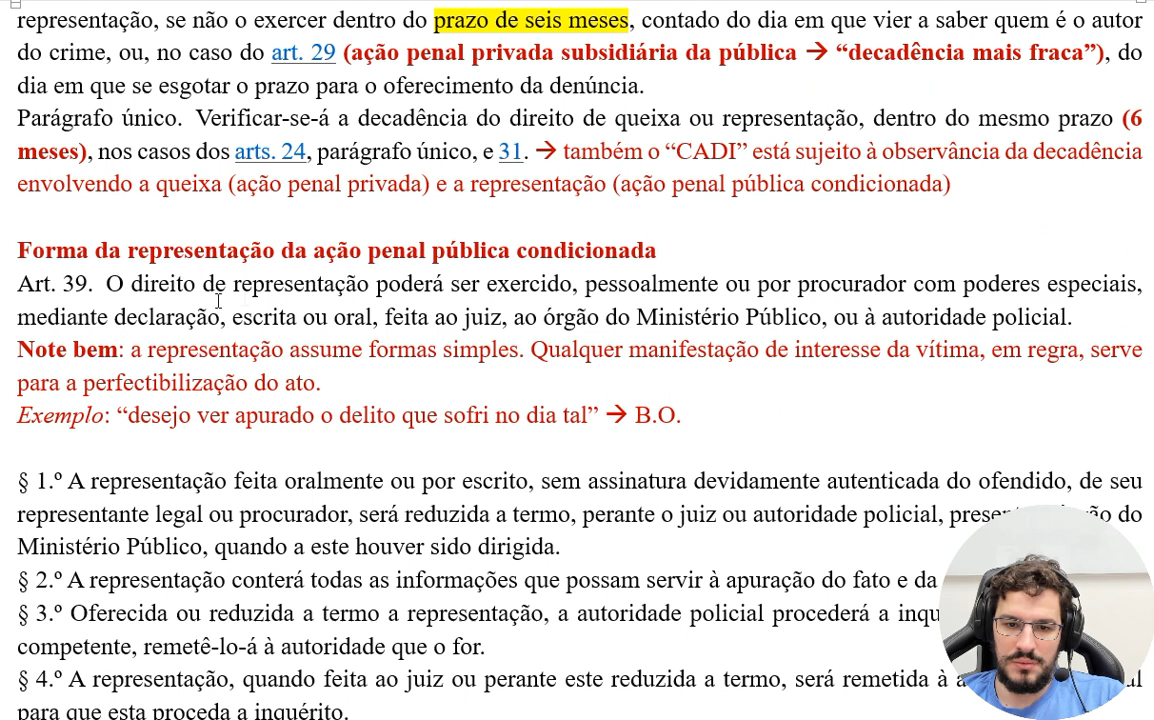 representação, se não o exercer dentro do prazo de seis meses, contado do dia em que vier a saber quem é o autor
do crime, ou, no caso do art. 29 (ação penal privada subsidiária da pública → “decadência mais fraca”), do
dia em que se esgotar o prazo para o oferecimento da denúncia.
Parágrafo único. Verificar-se-á a decadência do direito de queixa ou representação, dentro do mesmo prazo (6
meses), nos casos dos arts. 24, parágrafo único, e 31. → também o “CADI” está sujeito à observância da decadência
envolvendo a queixa (ação penal privada) e a representação (ação penal pública condicionada)
Forma da representação da ação penal pública condicionada
Art. 39. O direito de representação poderá ser exercido, pessoalmente ou por procurador com poderes especiais,
mediante declaração, escrita ou oral, feita ao juiz, ao órgão do Ministério Público, ou à autoridade policial.
Note bem: a representação assume formas simples. Qualquer manifestação de interesse da vítima, em regra, serve
para a perfectibilização do ato.
Exemplo: “desejo ver apurado o delito que sofri no dia tal” → B.O.
§ 1.º A representação feita oralmente ou por escrito, sem assinatura devidamente autenticada do ofendido, de seu
representante legal ou procurador, será reduzida a termo, perante o juiz ou autoridade policial, do
Ministério Público, quando a este houver sido dirigida.
§ 2.º A representação conterá todas as informações que possam servir à apuração do fato e da
§ 3.º Oferecida ou reduzida a termo a representação, a autoridade policial procederá a
competente, remetê-lo-á à autoridade que o for.
§ 4.º A representação, quando feita ao juiz ou perante este reduzida a termo, será remetida à
para que esta proceda a inquérito.